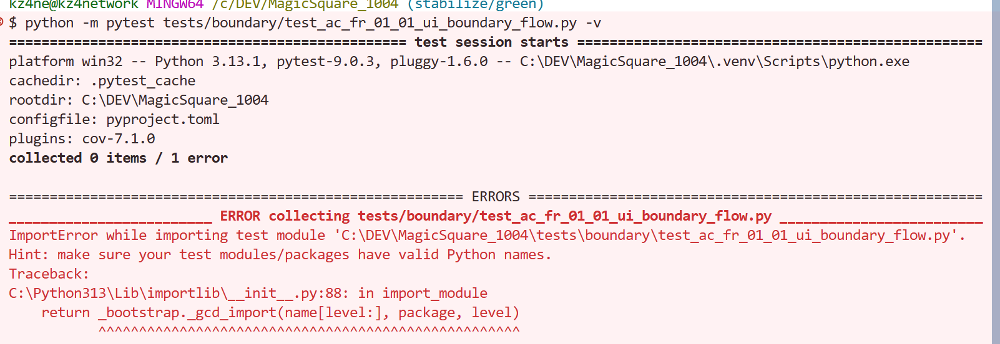 kz4ne@kz4network MINGW64 /c/DEV/MagicSquare_1004 (stabilize/green)
$ python -m pytest tests/boundary/test_ac_fr_01_01_ui_boundary_flow.py -v
================================================= test session starts ==================================================
platform win32 -- Python 3.13.1, pytest-9.0.3, pluggy-1.6.0 -- C:\DEV\MagicSquare_1004\.venv\Scripts\python.exe
cachedir: .pytest_cache
rootdir: C:\DEV\MagicSquare_1004
configfile: pyproject.toml
plugins: cov-7.1.0
collected 0 items / 1 error
======================================================== ERRORS ========================================================
_________________________ ERROR collecting tests/boundary/test_ac_fr_01_01_ui_boundary_flow.py _________________________
ImportError while importing test module 'C:\DEV\MagicSquare_1004\tests\boundary\test_ac_fr_01_01_ui_boundary_flow.py'.
Hint: make sure your test modules/packages have valid Python names.
Traceback:
C:\Python313\Lib\importlib\__init__.py:88: in import_module
    return _bootstrap._gcd_import(name[level:], package, level)
           ^^^^^^^^^^^^^^^^^^^^^^^^^^^^^^^^^^^^^^^^^^^^^^^^^^^^